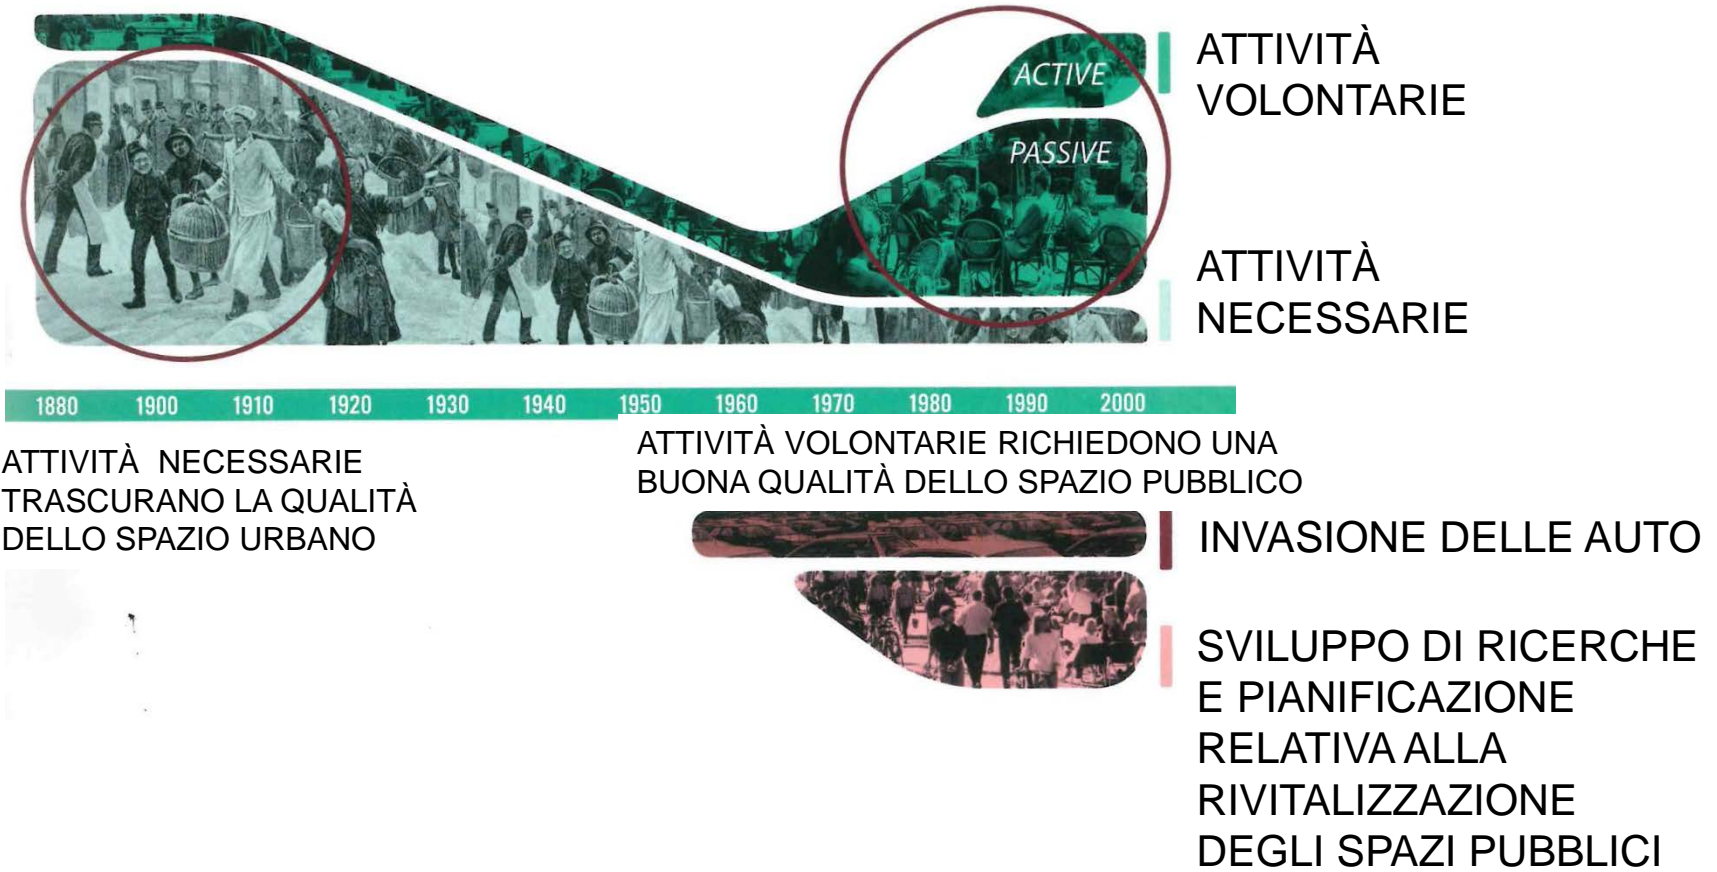 ACTIVE
PASSIVE
ATTIVITÀ
VOLONTARIE
ATTIVITÀ
NECESSARIE
1880 1900 1910 1920 1930 1940 1950 1960 1970 1980 1990 2000
ATTIVITÀ NECESSARIE
TRASCURANO LA QUALITÀ
DELLO SPAZIO URBANO
ATTIVITÀ VOLONTARIE RICHIEDONO UNA
BUONA QUALITÀ DELLO SPAZIO PUBBLICO
INVASIONE DELLE AUTO
SVILUPPO DI RICERCHE
E PIANIFICAZIONE
RELATIVA ALLA
RIVITALIZZAZIONE
DEGLI SPAZI PUBBLICI